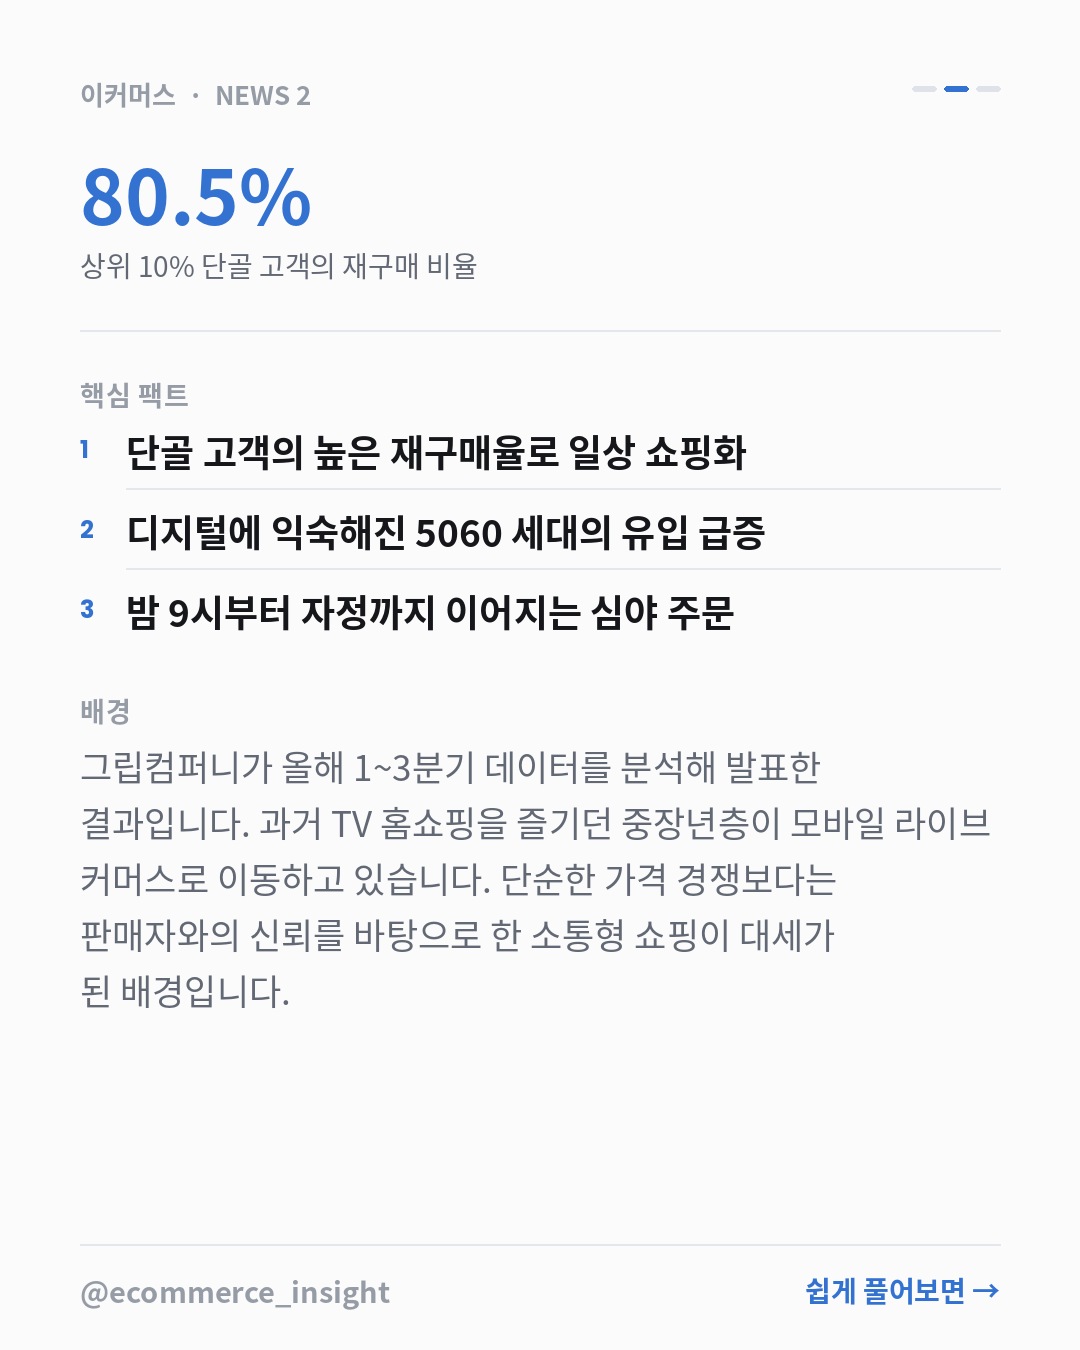 이커머스 · NEWS 2
80.5%
상위 10% 단골 고객의 재구매 비율
핵심 팩트
1 단골 고객의 높은 재구매율로 일상 쇼핑화
2 디지털에 익숙해진 5060 세대의 유입 급증
3 밤 9시부터 자정까지 이어지는 심야 주문
배경
그립컴퍼니가 올해 1~3분기 데이터를 분석해 발표한
결과입니다. 과거 TV 홈쇼핑을 즐기던 중장년층이 모바일 라이브
커머스로 이동하고 있습니다. 단순한 가격 경쟁보다는
판매자와의 신뢰를 바탕으로 한 소통형 쇼핑이 대세가
된 배경입니다.
@ecommerce_insight
쉽게 풀어보면 →